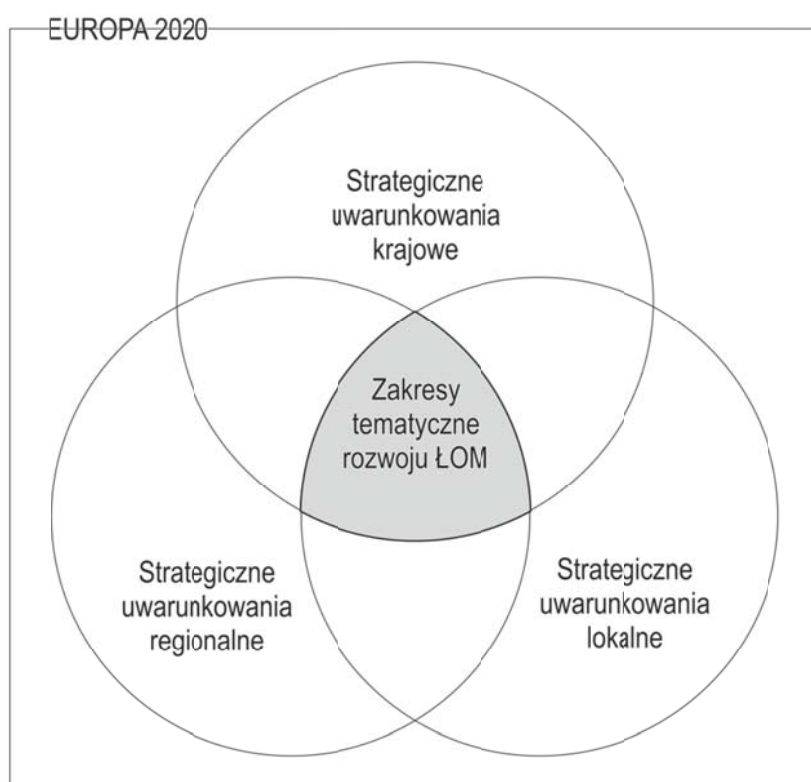 EUROPA 2020
Strategiczne
uwarunkowania
krajowe
Zakresy
tematyczne
rozwoju ŁOM
Strategiczne
uwarunkowania
regionalne
Strategiczne
uwarunkowania
lokalne